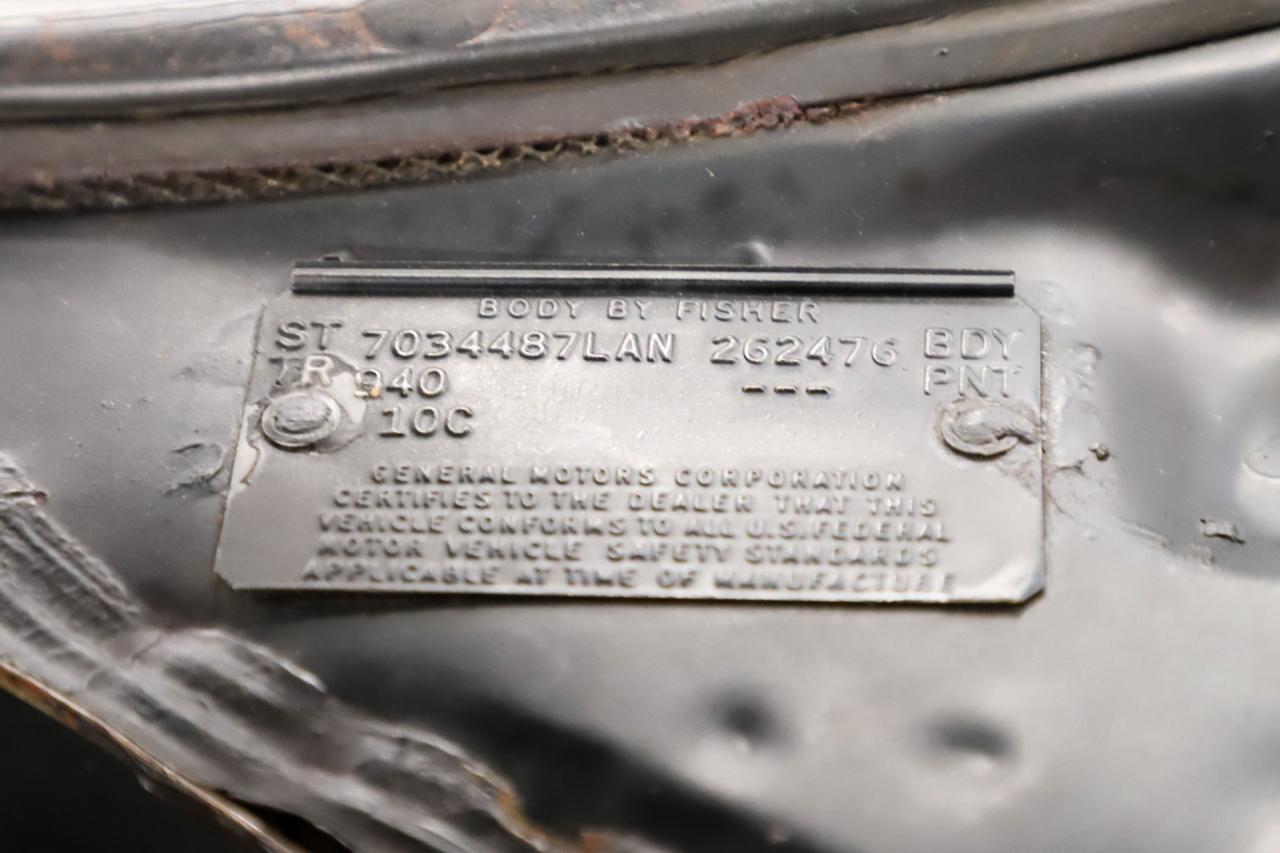 BODY BY FISHER
ST 7034487LAN 262476 BDY
TR 940 --- PNT
10C
GENERAL MOTORS CORPORATION
CERTIFIES TO THE DEALER THAT THIS
VEHICLE CONFORMS TO ALL U.S. FEDERAL
MOTOR VEHICLE SAFETY STANDARDS
APPLICABLE AT TIME OF MANUFACTURE